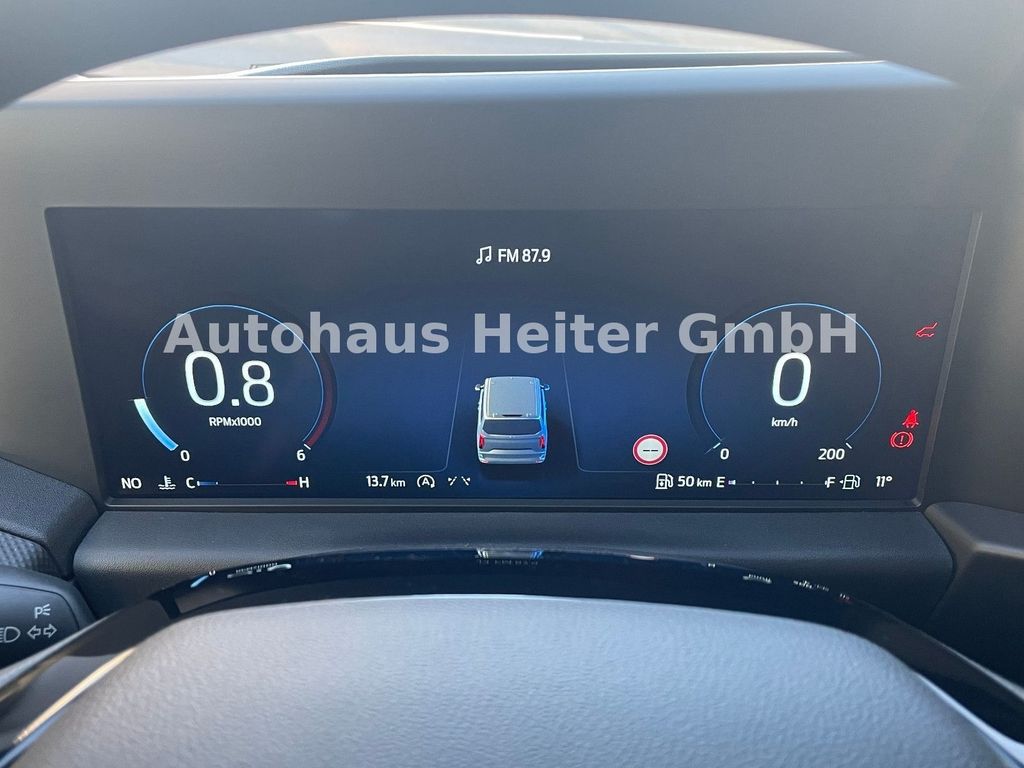 FM 87.9
Autohaus Heiter GmbH
0.8
RPMx1000
0 6
0
km/h
0 200
--
NO C H 13.7 km A 50 km E F 11°
P